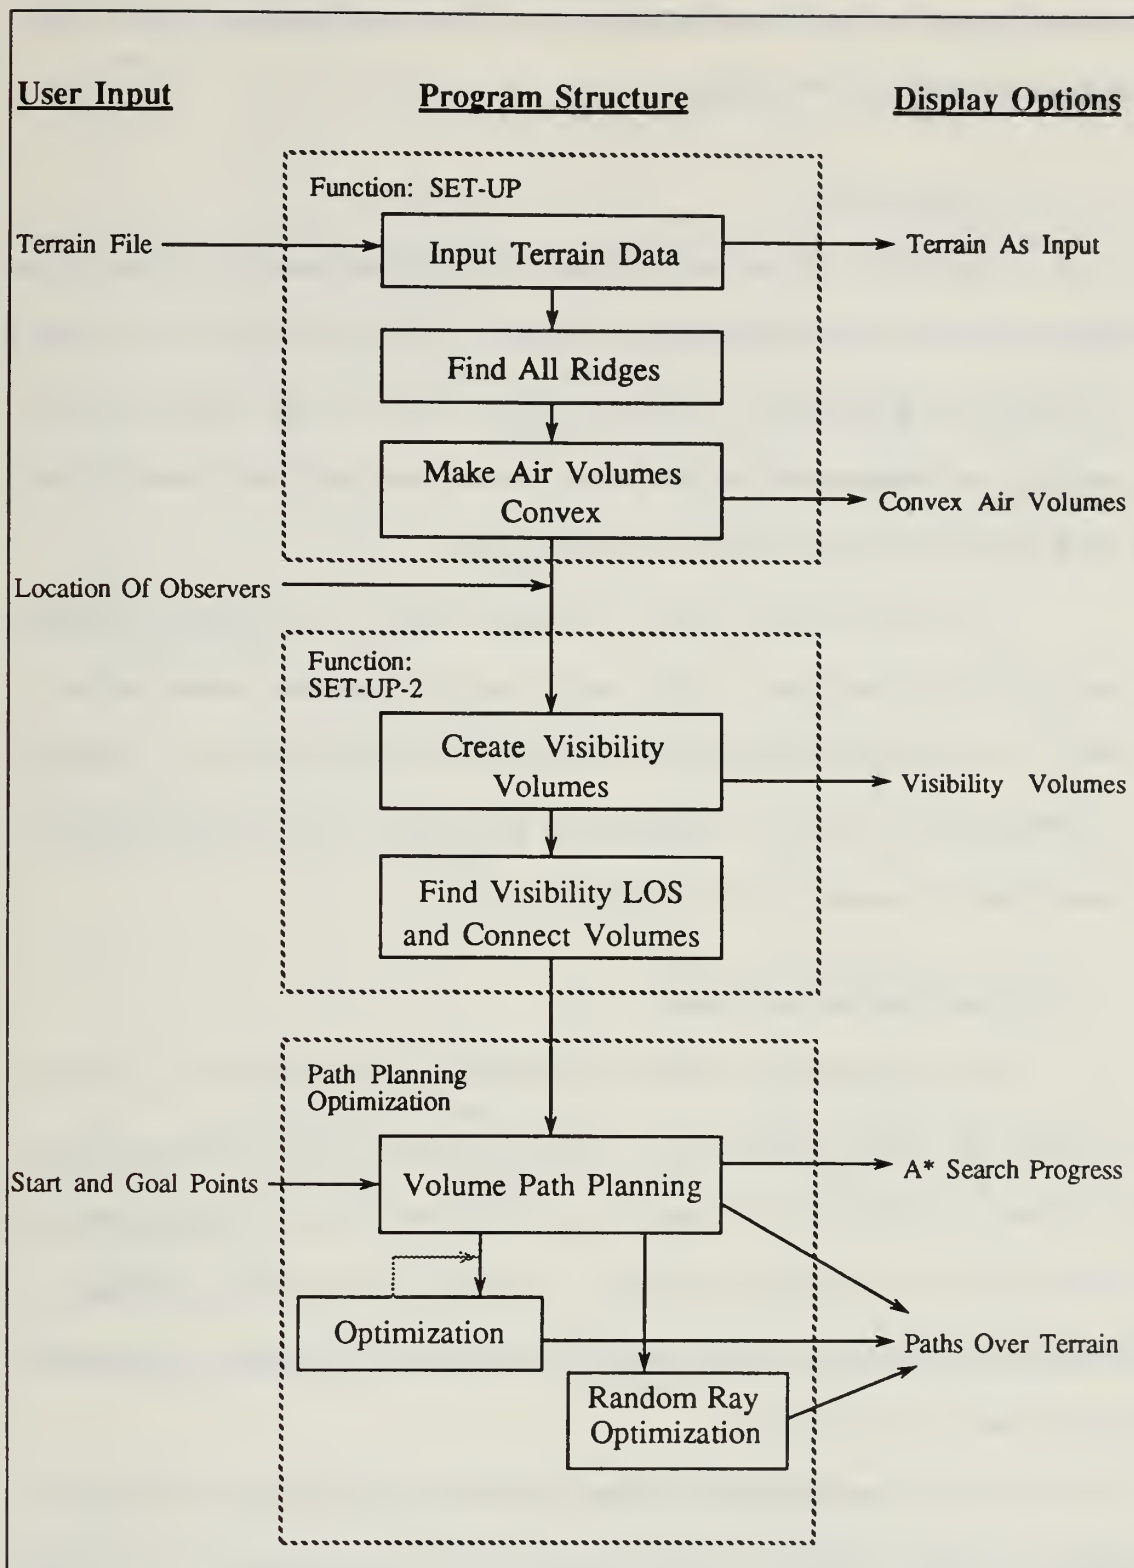 User Input
Program Structure
Display Options
Function: SET-UP
Terrain File
Input Terrain Data
Terrain As Input
Find All Ridges
Make Air Volumes
Convex
Convex Air Volumes
Location Of Observers
Function:
SET-UP-2
Create Visibility
Volumes
Visibility Volumes
Find Visibility LOS
and Connect Volumes
Path Planning
Optimization
Start and Goal Points
Volume Path Planning
A* Search Progress
Optimization
Paths Over Terrain
Random Ray
Optimization